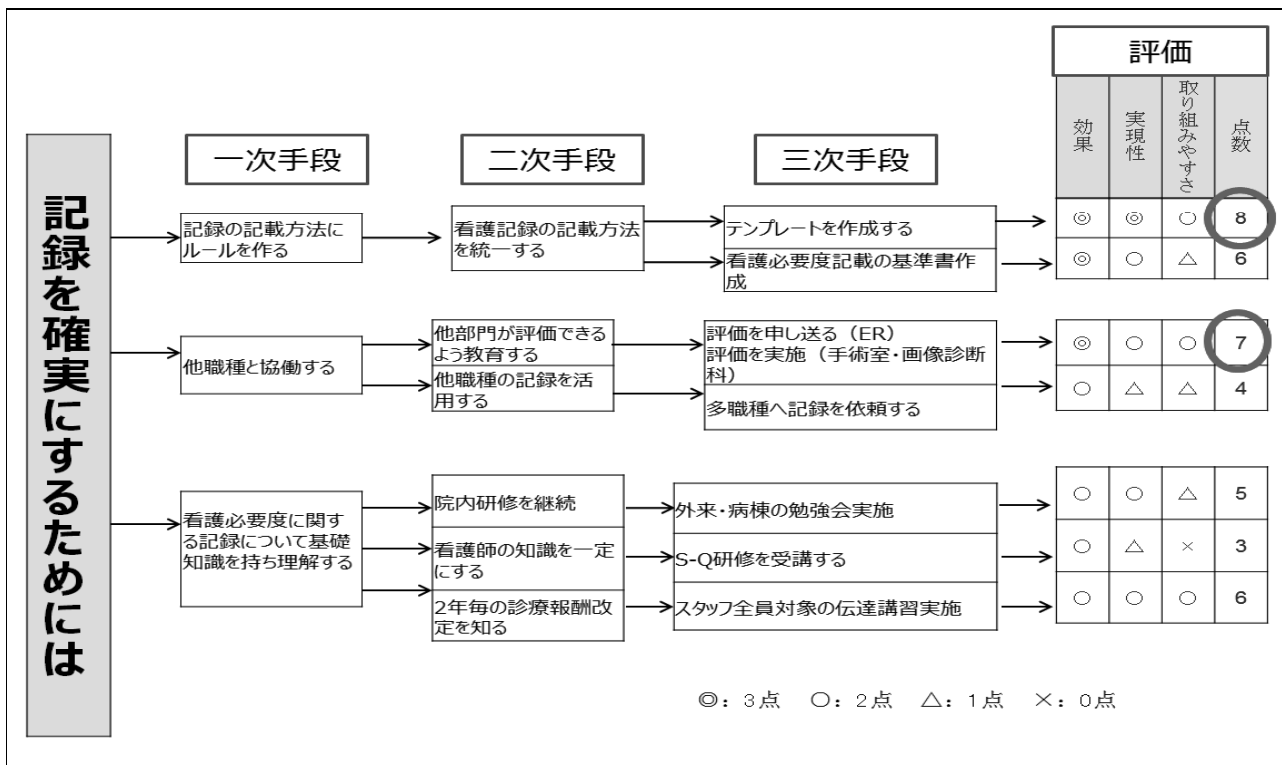 評価
効果
実現性
取り組みやすさ
点数
一次手段
二次手段
三次手段
記録を確実にするためには
記録の記載方法に
ルールを作る
看護記録の記載方法
を統一する
テンプレートを作成する
◎ ◎ ○ 8
看護必要度記載の基準書作
成
◎ ○ △ 6
他職種と協働する
他部門が評価できる
よう教育する
評価を申し送る（ER）
評価を実施（手術室・画像診断
科）
◎ ○ ○ 7
他職種の記録を活
用する
多職種へ記録を依頼する
○ △ △ 4
看護必要度に関す
る記録について基礎
知識を持ち理解する
院内研修を継続
外来・病棟の勉強会実施
○ ○ △ 5
看護師の知識を一定
にする
S-Q研修を受講する
○ △ × 3
2年毎の診療報酬改
定を知る
スタッフ全員対象の伝達講習実施
○ ○ ○ 6
◎：3点 ○：2点 △：1点 ×：0点